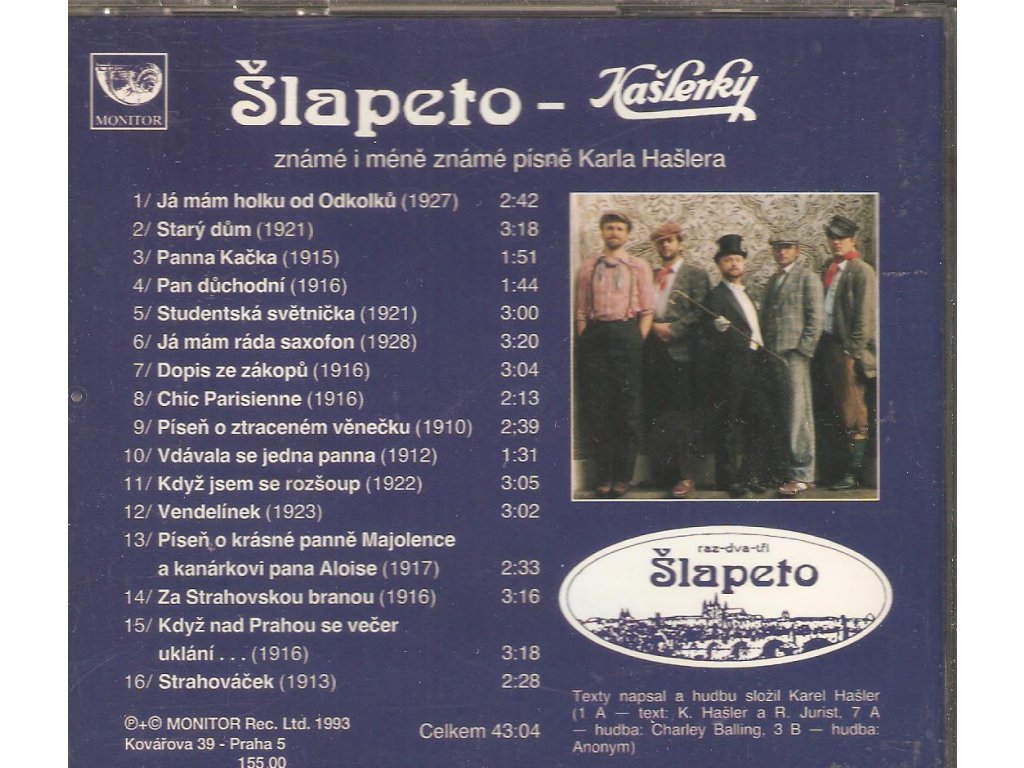 MONITOR
Šlapeto - Hašlerky
známé i méně známé písně Karla Hašlera
1/ Já mám holku od Odkolků (1927) 2:42
2/ Starý dům (1921) 3:18
3/ Panna Kačka (1915) 1:51
4/ Pan důchodní (1916) 1:44
5/ Studentská světnička (1921) 3:00
6/ Já mám ráda saxofon (1928) 3:20
7/ Dopis ze zákopů (1916) 3:04
8/ Chic Parisienne (1916) 2:13
9/ Píseň o ztraceném věnečku (1910) 2:39
10/ Vdávala se jedna panna (1912) 1:31
11/ Když jsem se rozšoup (1922) 3:05
12/ Vendelínek (1923) 3:02
13/ Píseň o krásné panně Majolence
a kanárkovi pana Aloise (1917) 2:33
14/ Za Strahovskou branou (1916) 3:16
15/ Když nad Prahou se večer
uklání . . . (1916) 3:18
16/ Strahováček (1913) 2:28
℗+© MONITOR Rec. Ltd. 1993
Kovářova 39 - Praha 5
155,00
Celkem 43:04
raz-dva-tři
Šlapeto
Texty napsal a hudbu složil Karel Hašler
(1 A — text: K. Hašler a R. Jurist, 7 A
— hudba: Charley Balling, 3 B — hudba:
Anonym)